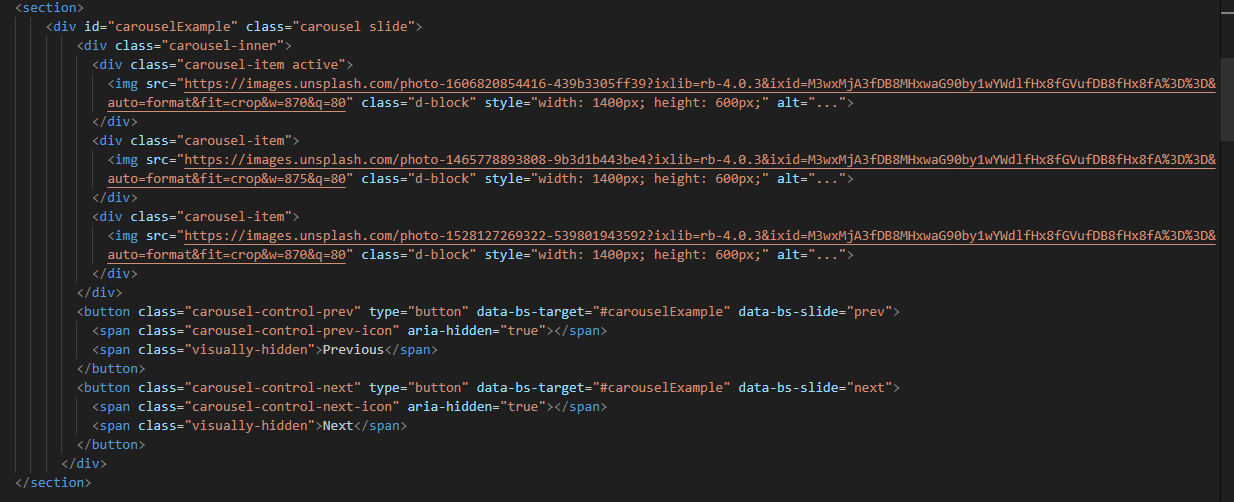 <section>
<div id="carouselExample" class="carousel slide">
<div class="carousel-inner">
<div class="carousel-item active">
<img src="https://images.unsplash.com/photo-1606820854416-439b3305ff39?ixlib=rb-4.0.3&ixid=M3wxMjA3fDB8MHxwaG90by1wYWdlfHx8fGVufDB8fHx8fA%3D%3D&
auto=format&fit=crop&w=870&q=80" class="d-block" style="width: 1400px; height: 600px;" alt="...">
</div>
<div class="carousel-item">
<img src="https://images.unsplash.com/photo-1465778893808-9b3d1b443be4?ixlib=rb-4.0.3&ixid=M3wxMjA3fDB8MHxwaG90by1wYWdlfHx8fGVufDB8fHx8fA%3D%3D&
auto=format&fit=crop&w=875&q=80" class="d-block" style="width: 1400px; height: 600px;" alt="...">
</div>
<div class="carousel-item">
<img src="https://images.unsplash.com/photo-1528127269322-539801943592?ixlib=rb-4.0.3&ixid=M3wxMjA3fDB8MHxwaG90by1wYWdlfHx8fGVufDB8fHx8fA%3D%3D&
auto=format&fit=crop&w=870&q=80" class="d-block" style="width: 1400px; height: 600px;" alt="...">
</div>
</div>
<button class="carousel-control-prev" type="button" data-bs-target="#carouselExample" data-bs-slide="prev">
<span class="carousel-control-prev-icon" aria-hidden="true"></span>
<span class="visually-hidden">Previous</span>
</button>
<button class="carousel-control-next" type="button" data-bs-target="#carouselExample" data-bs-slide="next">
<span class="carousel-control-next-icon" aria-hidden="true"></span>
<span class="visually-hidden">Next</span>
</button>
</div>
</section>